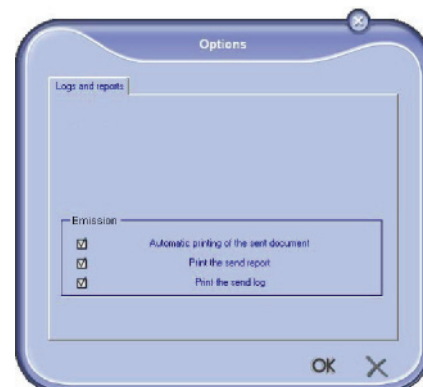 Options
Logs and reports
Emission
Automatic printing of the sent document
Print the send report
Print the send log
OK